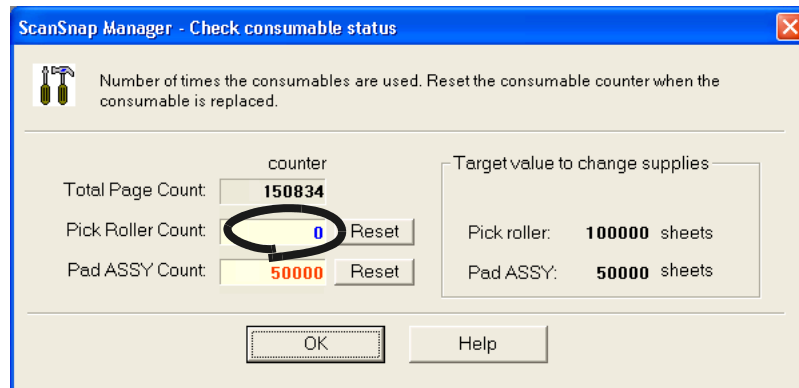 ScanSnap Manager - Check consumable status
Number of times the consumables are used. Reset the consumable counter when the
consumable is replaced.
counter
Total Page Count: 150834
Pick Roller Count: 0 Reset
Pad ASSY Count: 50000 Reset
Target value to change supplies
Pick roller: 100000 sheets
Pad ASSY: 50000 sheets
OK Help